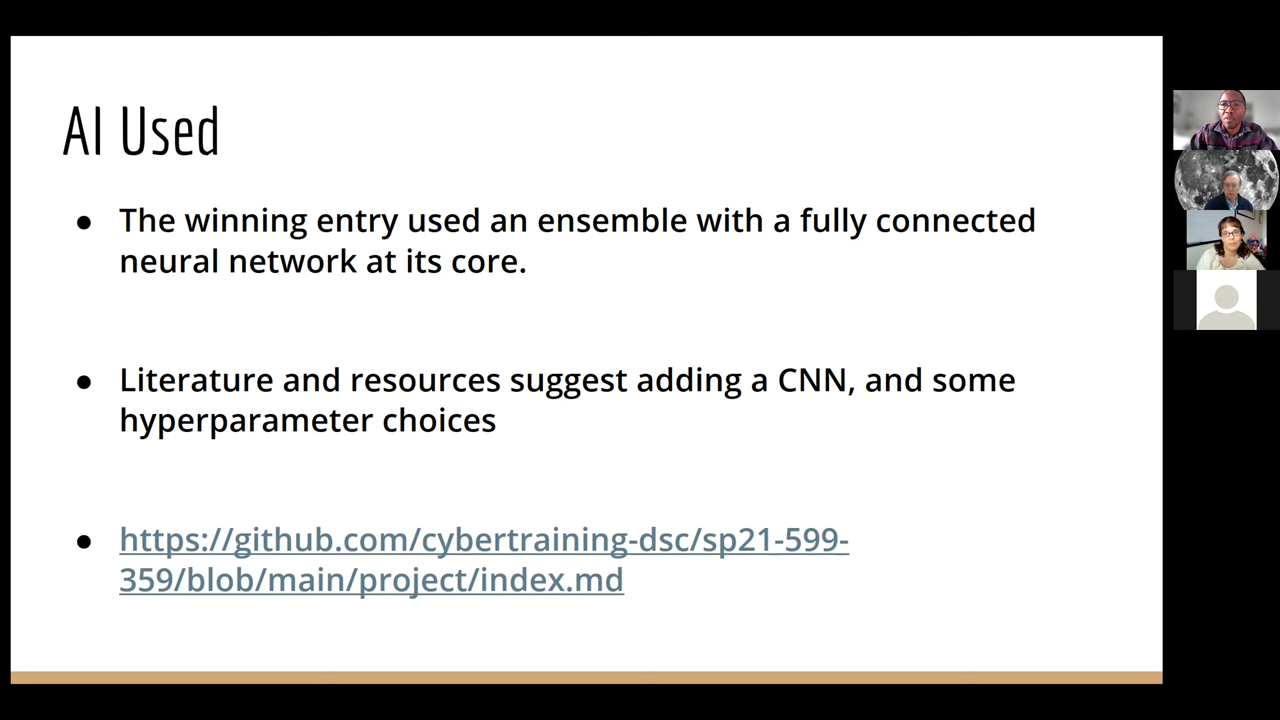 AI Used
● The winning entry used an ensemble with a fully connected
neural network at its core.
● Literature and resources suggest adding a CNN, and some
hyperparameter choices
● https://github.com/cybertraining-dsc/sp21-599-
359/blob/main/project/index.md